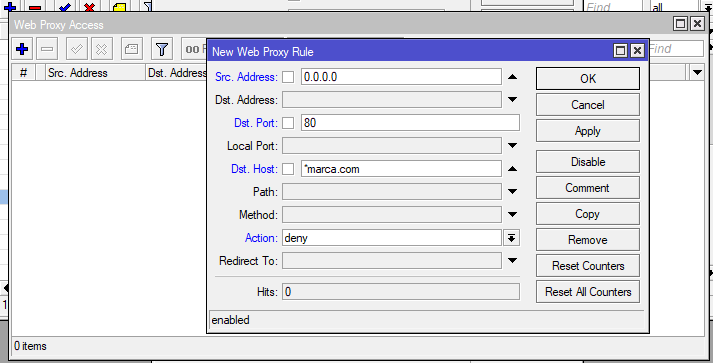 Find
all
Web Proxy Access
00 R
Find
# Src. Address Dst. Address
New Web Proxy Rule
Src. Address: 0.0.0.0
OK
Dst. Address:
Cancel
Dst. Port: 80
Apply
Local Port:
Dst. Host: *marca.com
Disable
Path:
Comment
Method:
Copy
Action: deny
Remove
Redirect To:
Reset Counters
Hits: 0
Reset All Counters
enabled
1
0 items